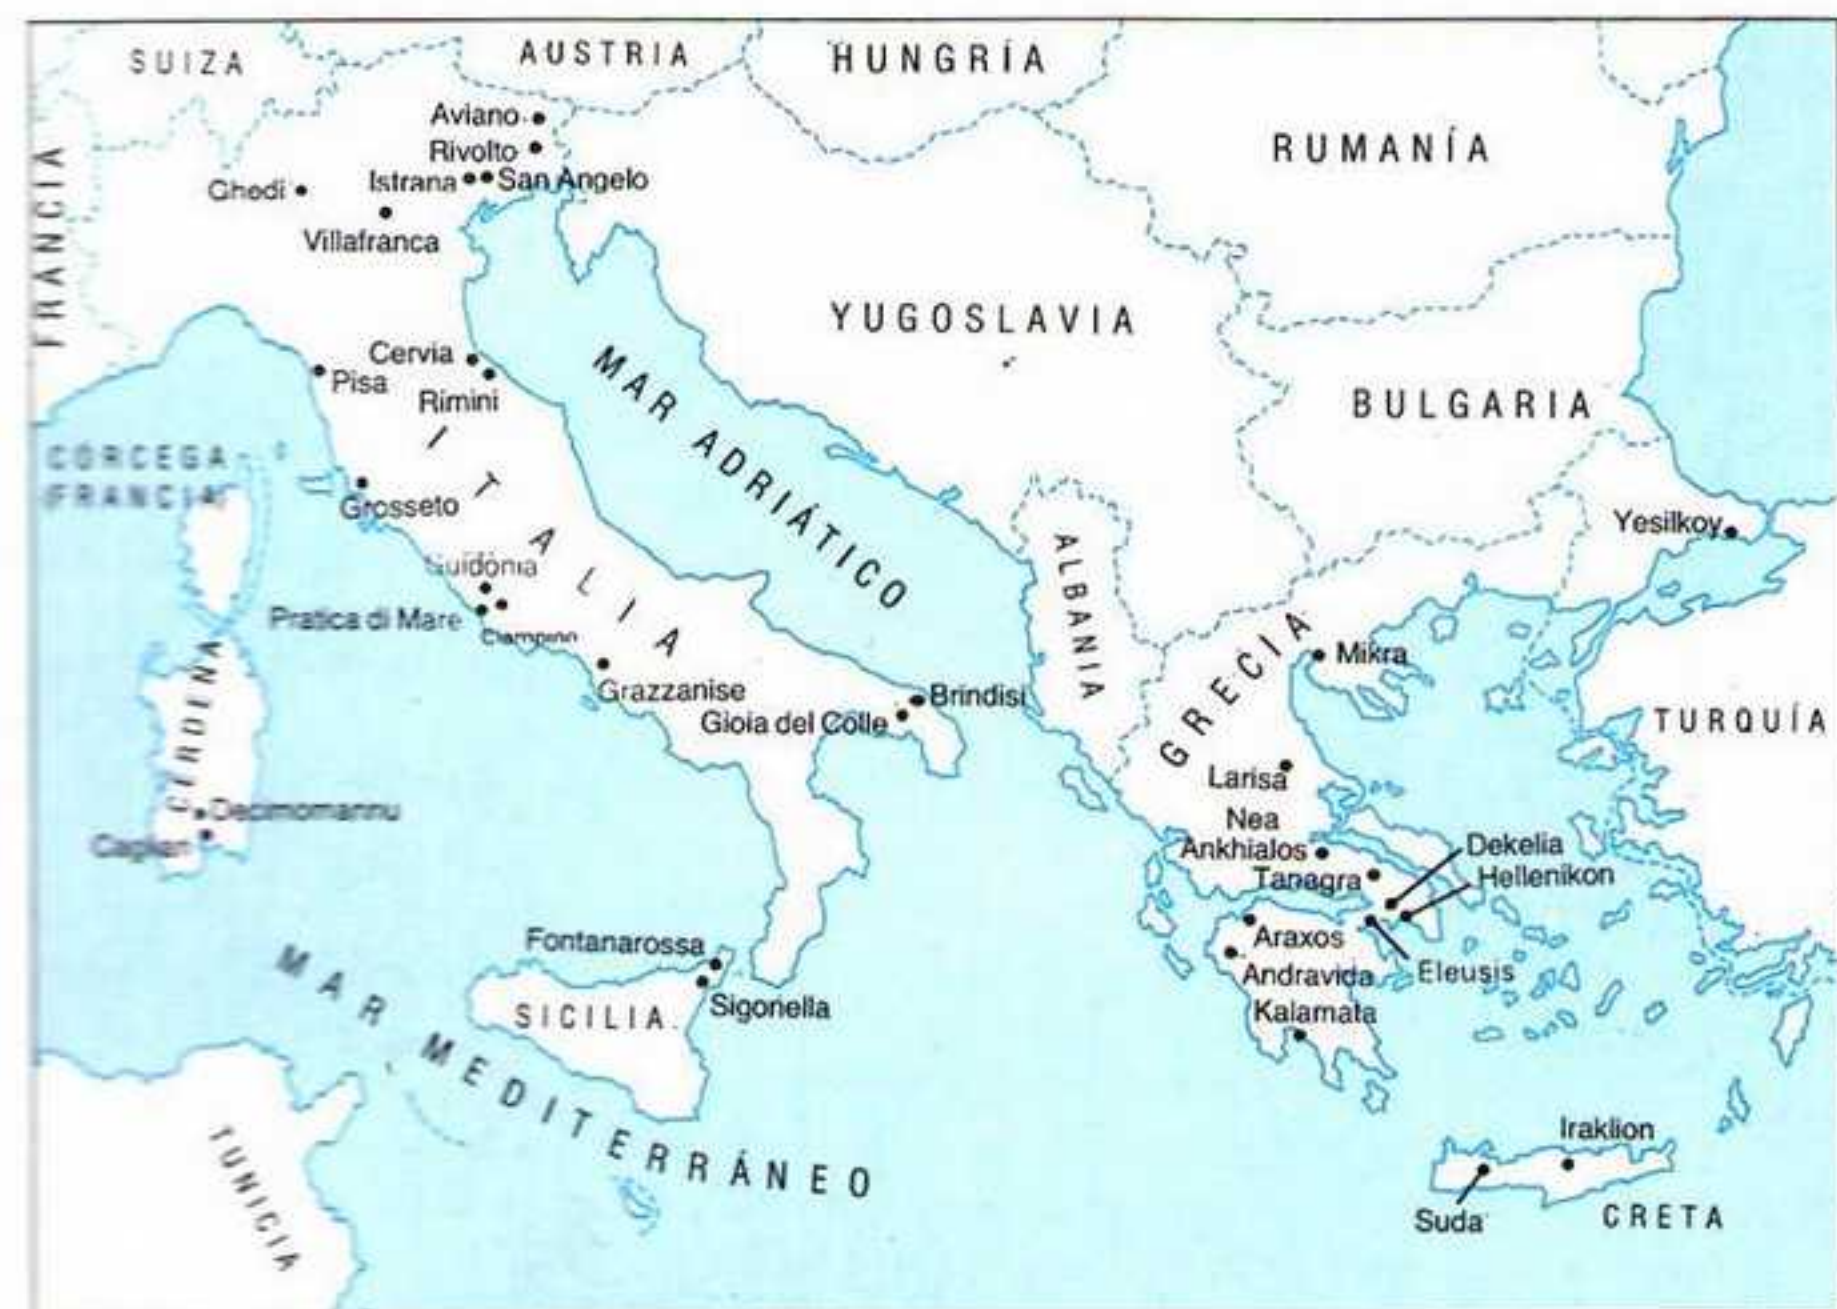 SUIZA
AUSTRIA
HUNGRÍA
RUMANÍA
FRANCIA
Aviano
Rivolto
Istrana
San Angelo
Ghedi
Villafranca
YUGOSLAVIA
BULGARIA
Cervia
Pisa
Rimini
MAR ADRIÁTICO
CÓRCEGA
(FRANCIA)
ITALIA
Grosseto
Yesilkoy
ALBANIA
Guidonia
Pratica di Mare
Ciampino
GRECIA
Mikra
Grazzanise
Brindisi
Gioia del Colle
TURQUÍA
CERDEÑA
Larisa
Decimomannu
Nea
Ankhialos
Dekelia
Tanagra
Hellenikon
Fontanarossa
Araxos
Andravida
Eleusis
Sigonella
SICILIA
Kalamata
MAR MEDITERRÁNEO
TUNICIA
Iraklion
Suda
CRETA